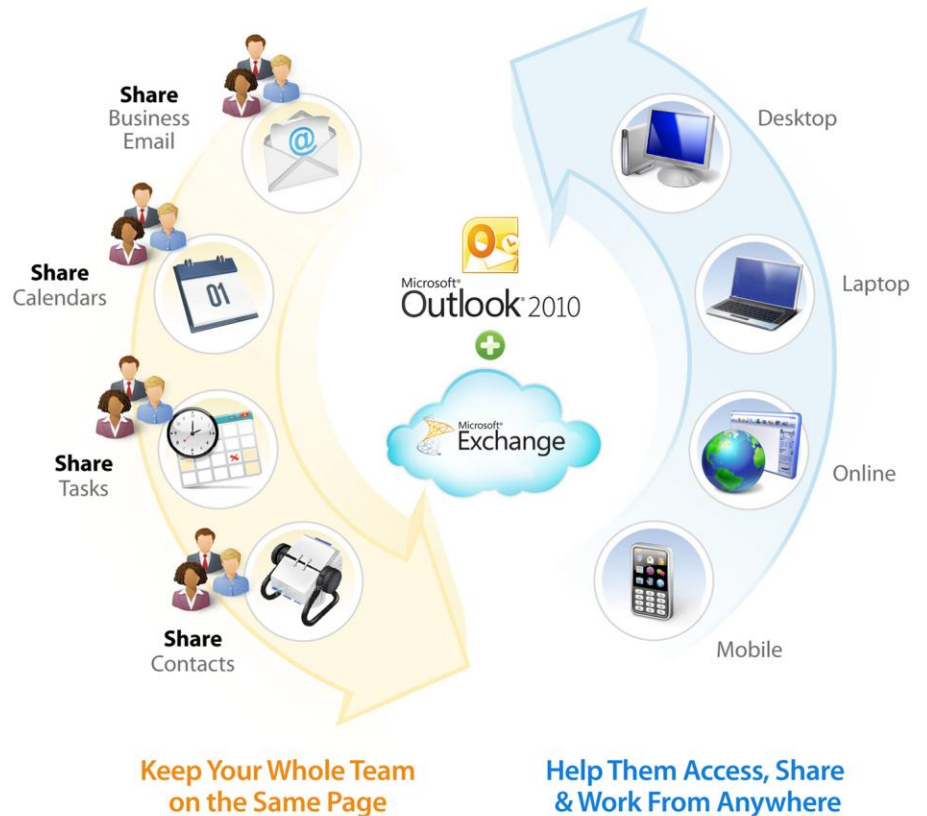 Share
Business
Email
Share
Calendars
Share
Tasks
Share
Contacts
@
01
Microsoft®
Outlook® 2010
Microsoft®
Exchange
Desktop
Laptop
Online
Mobile
Keep Your Whole Team
on the Same Page
Help Them Access, Share
& Work From Anywhere